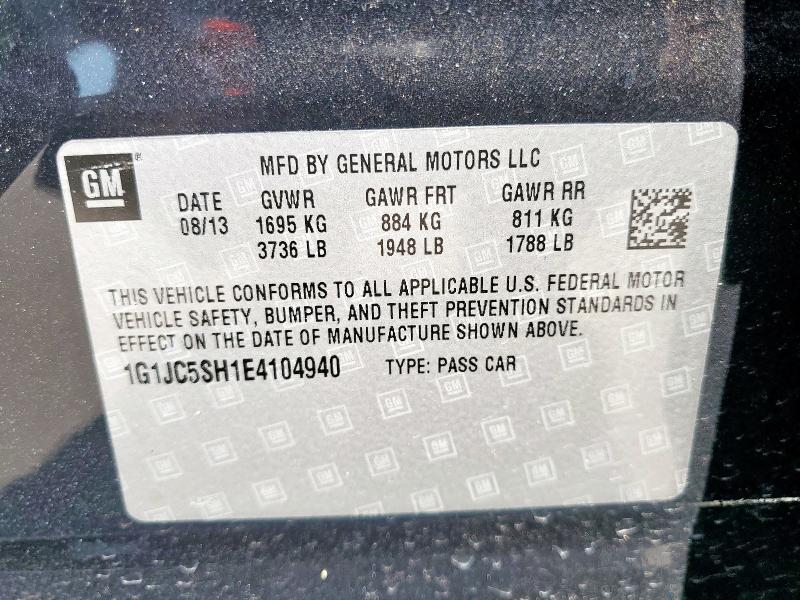 GM
MFD BY GENERAL MOTORS LLC
DATE GVWR GAWR FRT GAWR RR
08/13 1695 KG 884 KG 811 KG
3736 LB 1948 LB 1788 LB
THIS VEHICLE CONFORMS TO ALL APPLICABLE U.S. FEDERAL MOTOR
VEHICLE SAFETY, BUMPER, AND THEFT PREVENTION STANDARDS IN
EFFECT ON THE DATE OF MANUFACTURE SHOWN ABOVE.
1G1JC5SH1E4104940 TYPE: PASS CAR